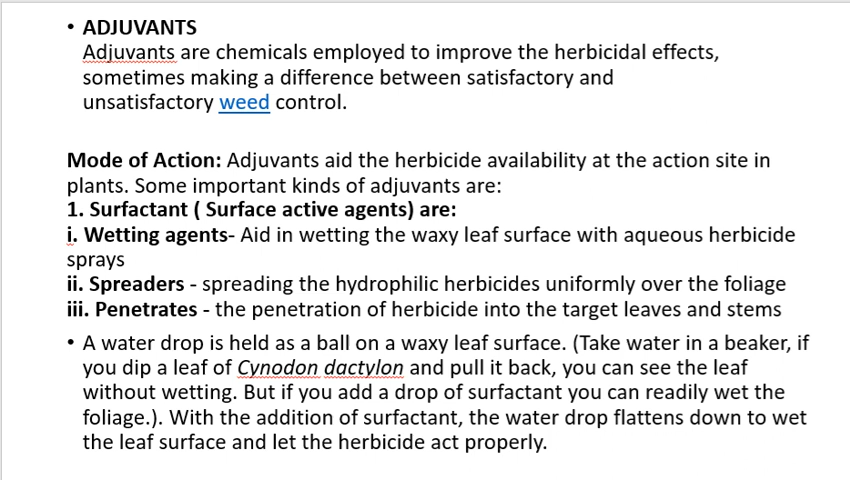 • ADJUVANTS
Adjuvants are chemicals employed to improve the herbicidal effects,
sometimes making a difference between satisfactory and
unsatisfactory weed control.
Mode of Action: Adjuvants aid the herbicide availability at the action site in
plants. Some important kinds of adjuvants are:
1. Surfactant ( Surface active agents) are:
i. Wetting agents- Aid in wetting the waxy leaf surface with aqueous herbicide
sprays
ii. Spreaders - spreading the hydrophilic herbicides uniformly over the foliage
iii. Penetrates - the penetration of herbicide into the target leaves and stems
• A water drop is held as a ball on a waxy leaf surface. (Take water in a beaker, if
you dip a leaf of Cynodon dactylon and pull it back, you can see the leaf
without wetting. But if you add a drop of surfactant you can readily wet the
foliage.). With the addition of surfactant, the water drop flattens down to wet
the leaf surface and let the herbicide act properly.